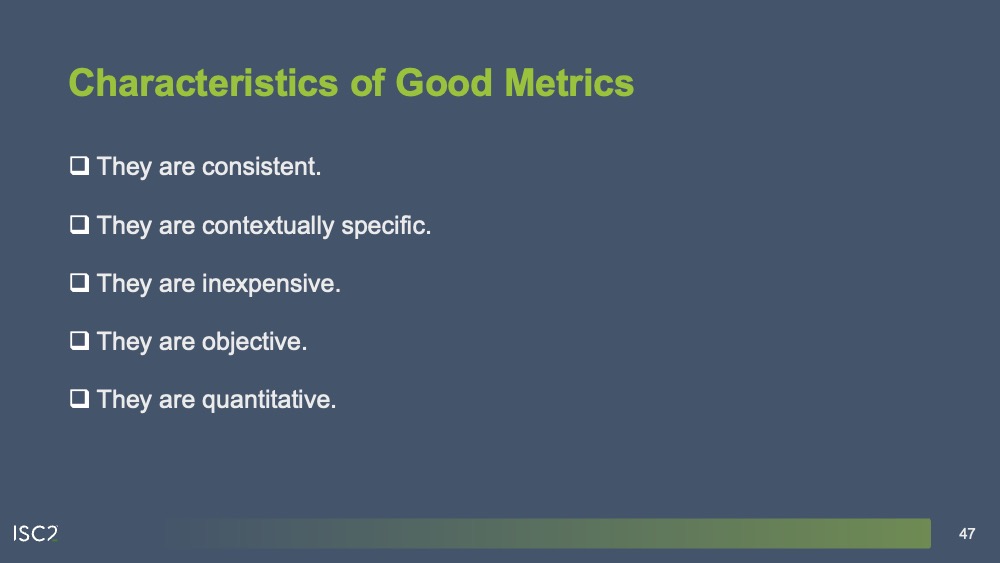 Characteristics of Good Metrics
❑ They are consistent.
❑ They are contextually specific.
❑ They are inexpensive.
❑ They are objective.
❑ They are quantitative.
ISC2
47